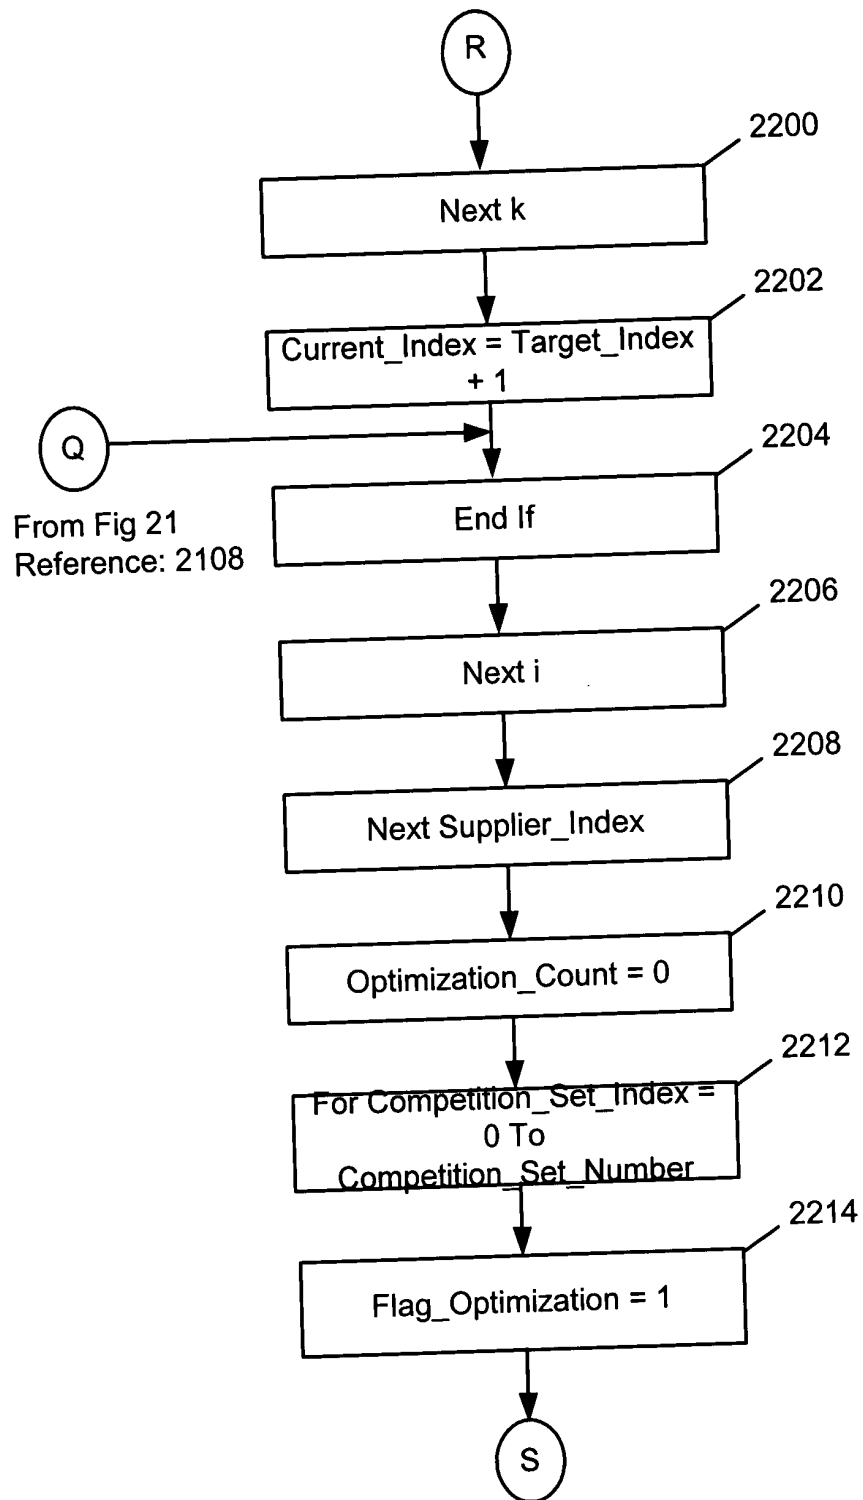 R
2200
Next k
2202
Current_Index = Target_Index
+ 1
Q
2204
From Fig 21
Reference: 2108
End If
2206
Next i
2208
Next Supplier_Index
2210
Optimization_Count = 0
2212
For Competition_Set_Index =
0 To
Competition_Set_Number
2214
Flag_Optimization = 1
S